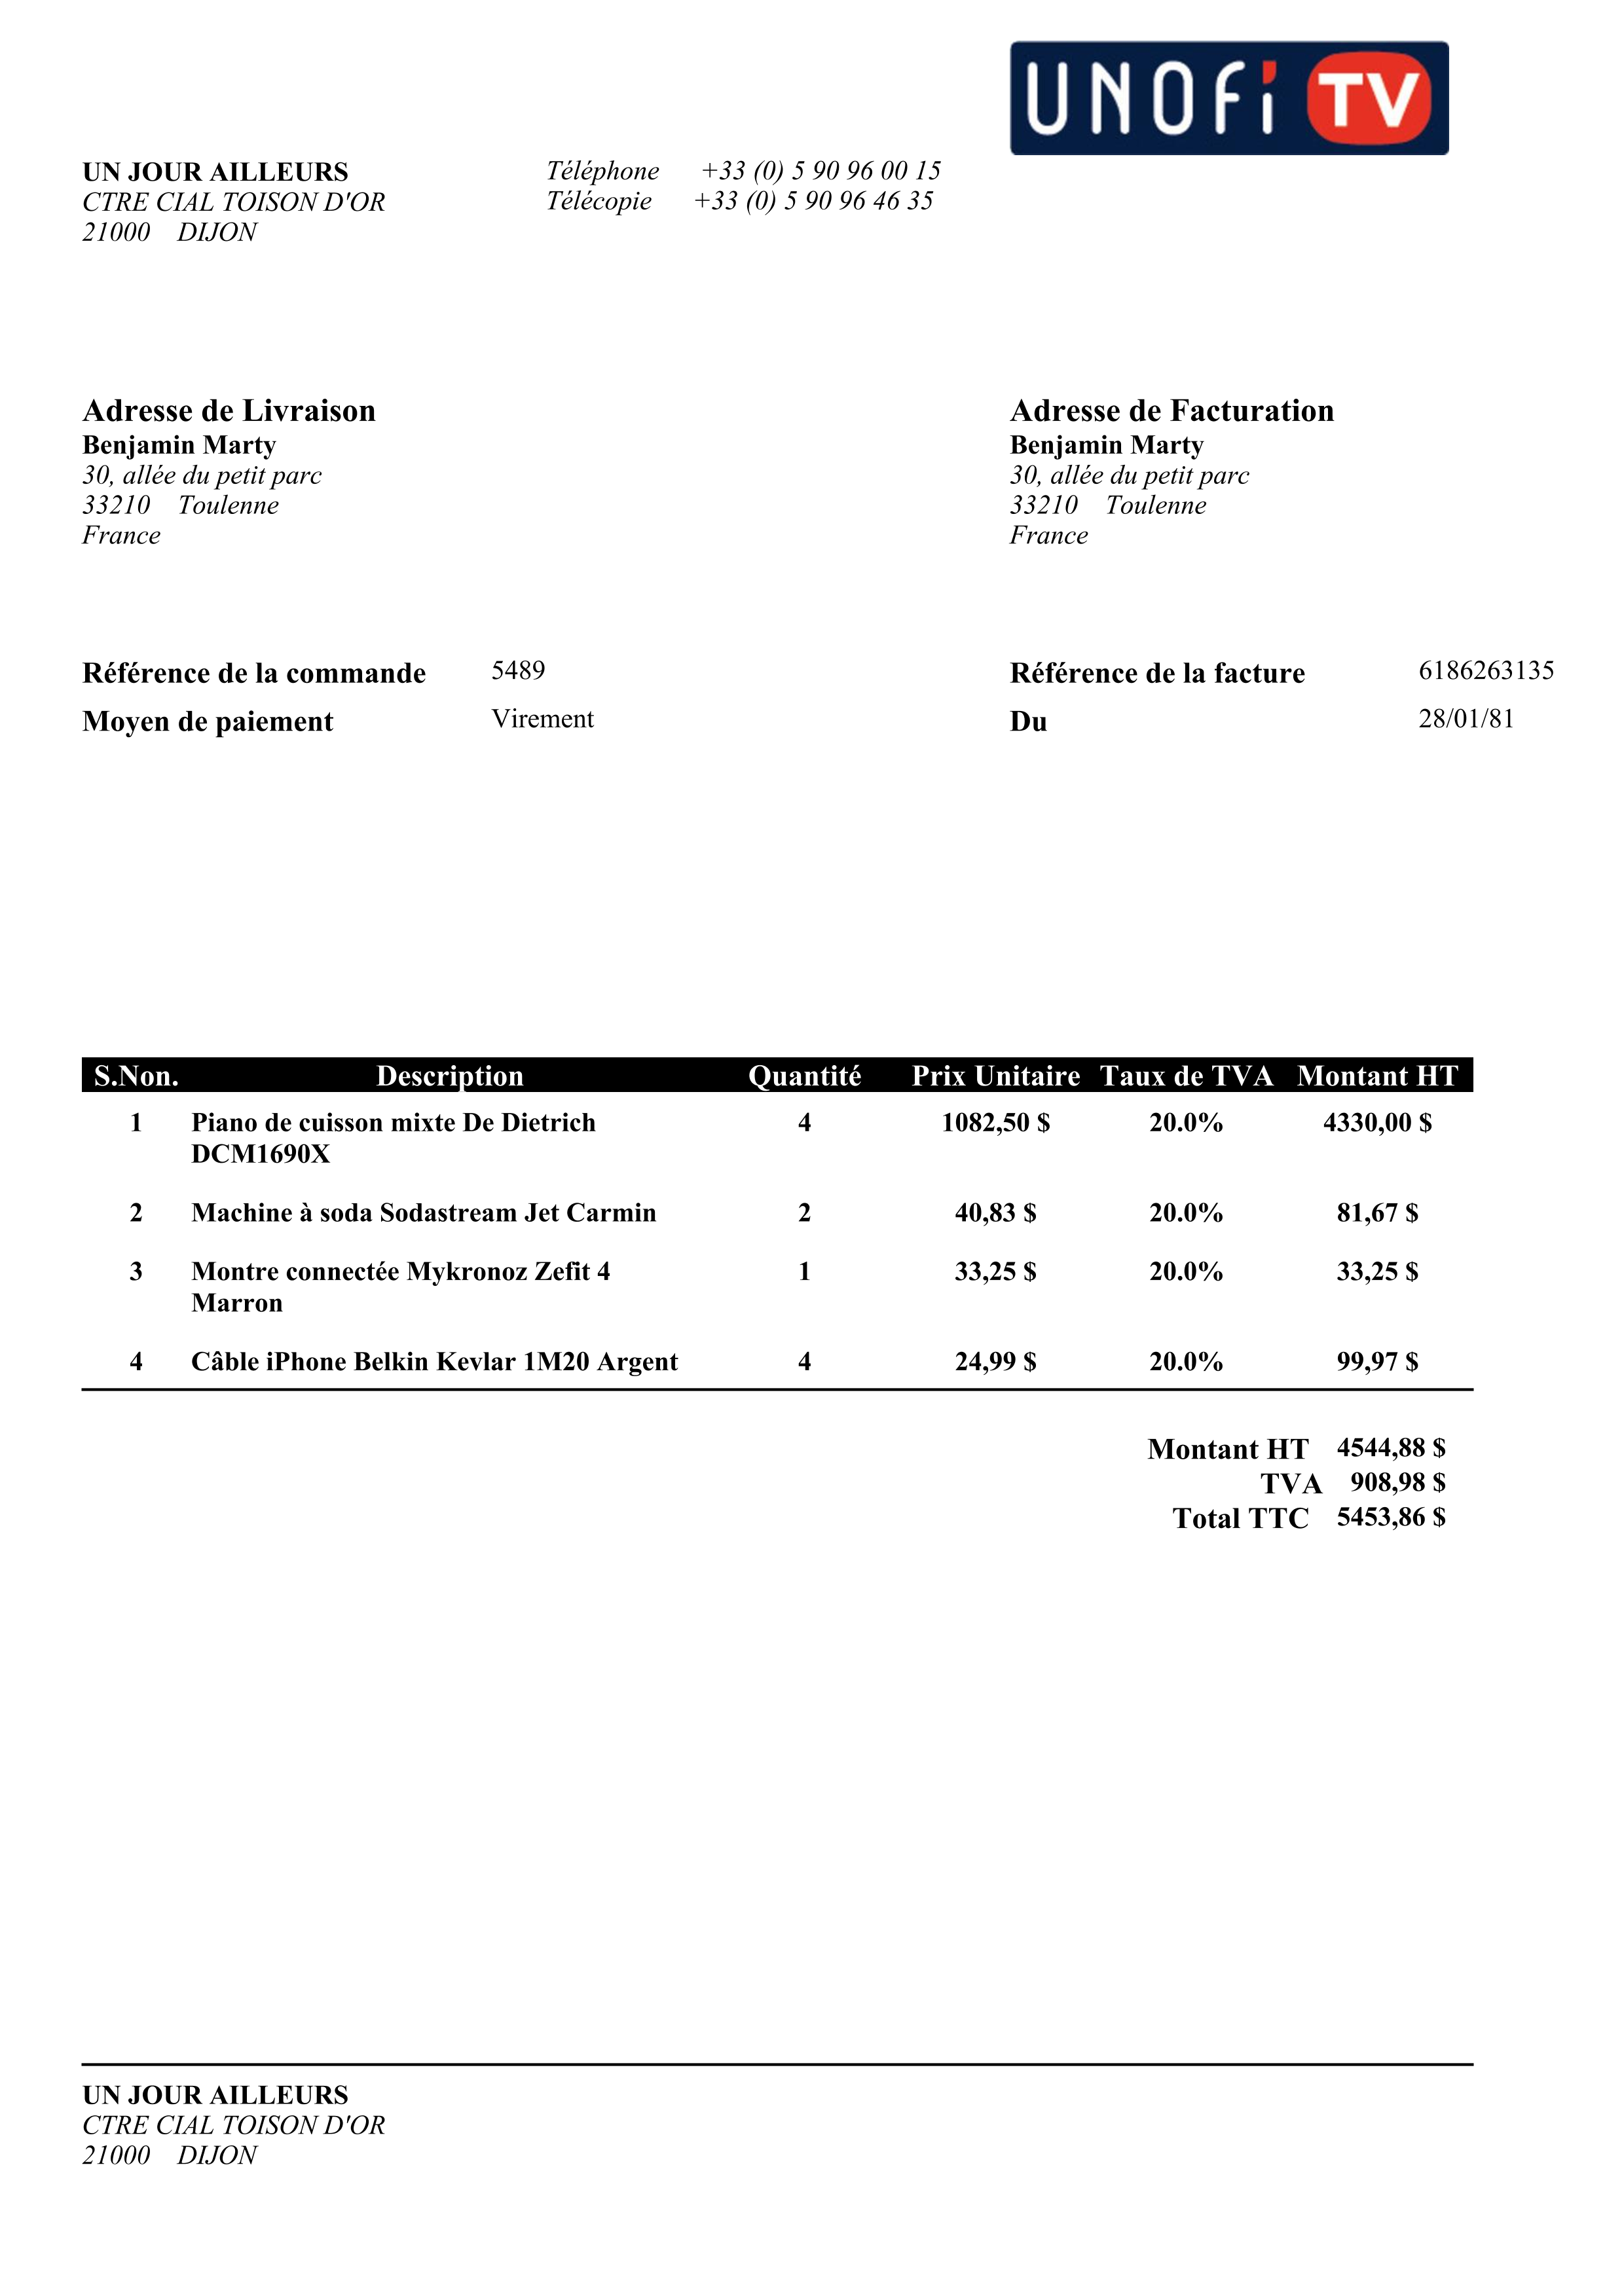 UNOFi TV
UN JOUR AILLEURS
CTRE CIAL TOISON D'OR
21000 DIJON
Téléphone +33 (0) 5 90 96 00 15
Télécopie +33 (0) 5 90 96 46 35
Adresse de Livraison
Benjamin Marty
30, allée du petit parc
33210 Toulenne
France
Adresse de Facturation
Benjamin Marty
30, allée du petit parc
33210 Toulenne
France
Référence de la commande 5489
Moyen de paiement Virement
Référence de la facture 6186263135
Du 28/01/81
S.Non. Description Quantité Prix Unitaire Taux de TVA Montant HT
1 Piano de cuisson mixte De Dietrich 4 1082,50 $ 20.0% 4330,00 $
DCM1690X
2 Machine à soda Sodastream Jet Carmin 2 40,83 $ 20.0% 81,67 $
3 Montre connectée Mykronoz Zefit 4 1 33,25 $ 20.0% 33,25 $
Marron
4 Câble iPhone Belkin Kevlar 1M20 Argent 4 24,99 $ 20.0% 99,97 $
Montant HT 4544,88 $
TVA 908,98 $
Total TTC 5453,86 $
UN JOUR AILLEURS
CTRE CIAL TOISON D'OR
21000 DIJON